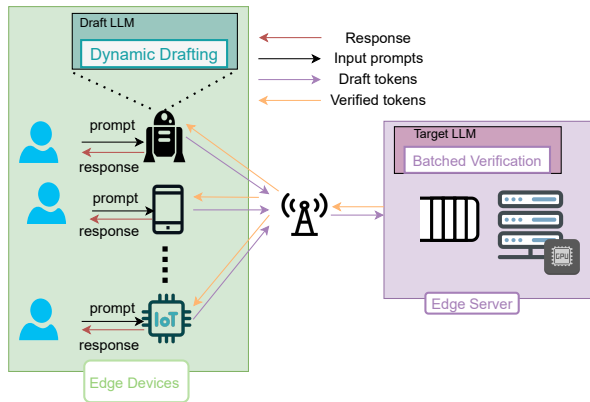 Draft LLM
Dynamic Drafting
Response
Input prompts
Draft tokens
Verified tokens
prompt
response
prompt
response
prompt
response
IoT
Target LLM
Batched Verification
GPU
Edge Server
Edge Devices